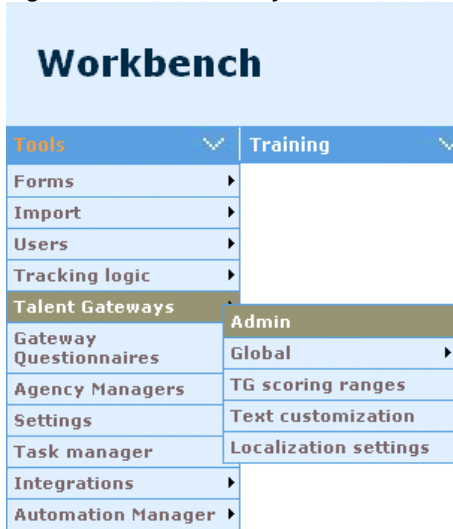 Workbench
Tools
Training
Forms
Import
Users
Tracking logic
Talent Gateways
Gateway
Questionnaires
Agency Managers
Settings
Task manager
Integrations
Automation Manager
Admin
Global
TG scoring ranges
Text customization
Localization settings